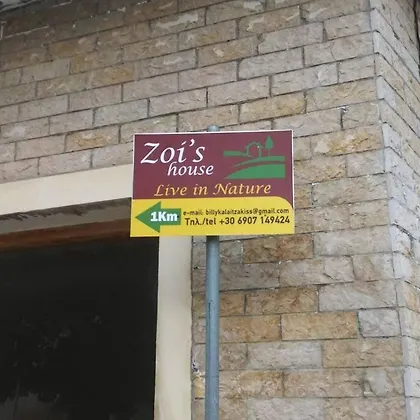 Zoi's
house
Live in Nature
1Km
e-mail: billykalaitzakiss@gmail.com
Τηλ./tel +30 6907 149424